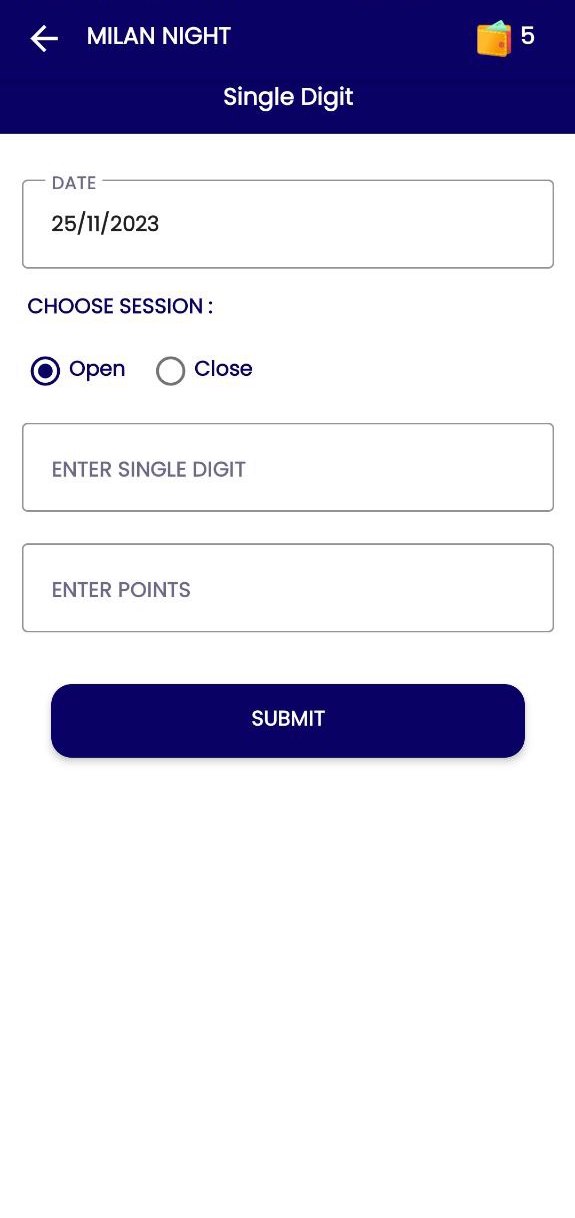 MILAN NIGHT 5
Single Digit
DATE
25/11/2023
CHOOSE SESSION :
Open Close
ENTER SINGLE DIGIT
ENTER POINTS
SUBMIT